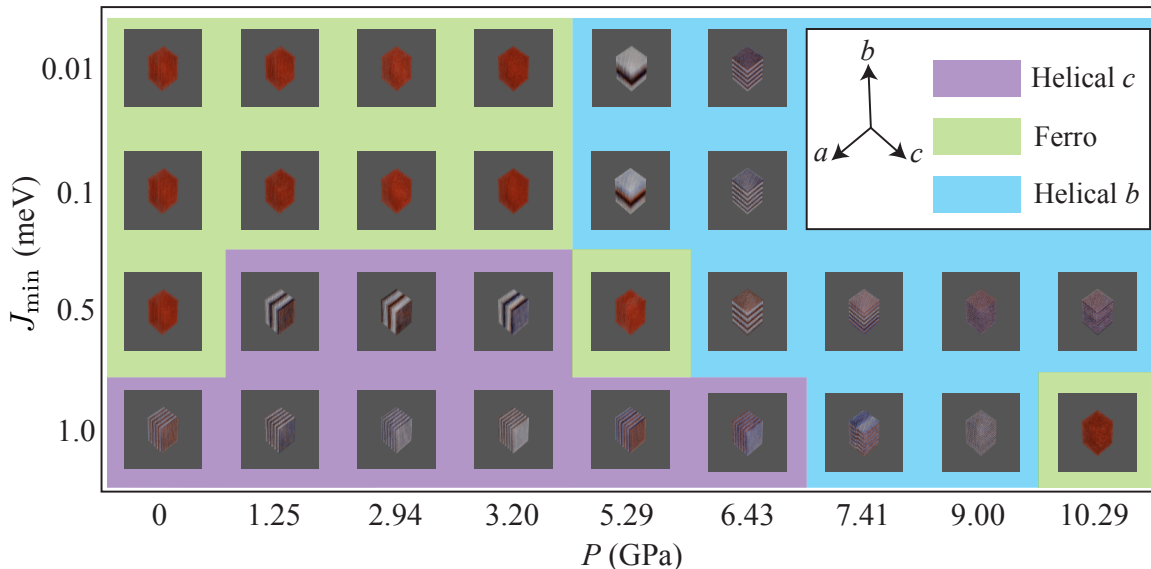 0.01
0.1
0.5
1.0
J_min (meV)
b
a
c
Helical c
Ferro
Helical b
0 1.25 2.94 3.20 5.29 6.43 7.41 9.00 10.29
P (GPa)